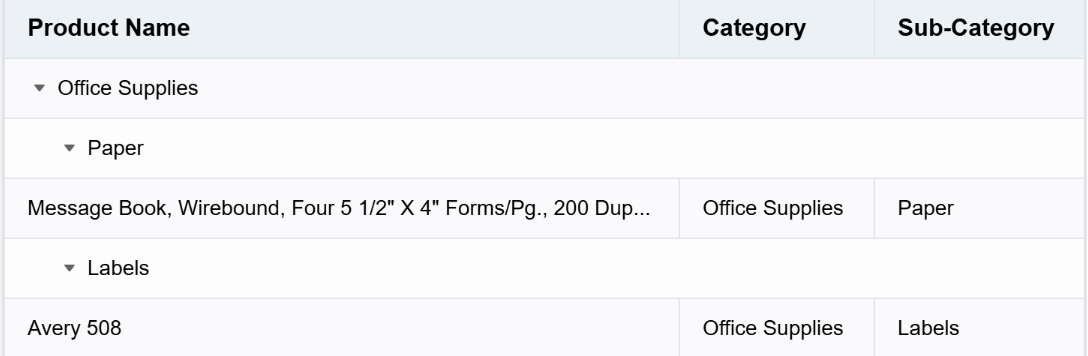 Product Name Category Sub-Category
Office Supplies
Paper
Message Book, Wirebound, Four 5 1/2" X 4" Forms/Pg., 200 Dup... Office Supplies Paper
Labels
Avery 508 Office Supplies Labels